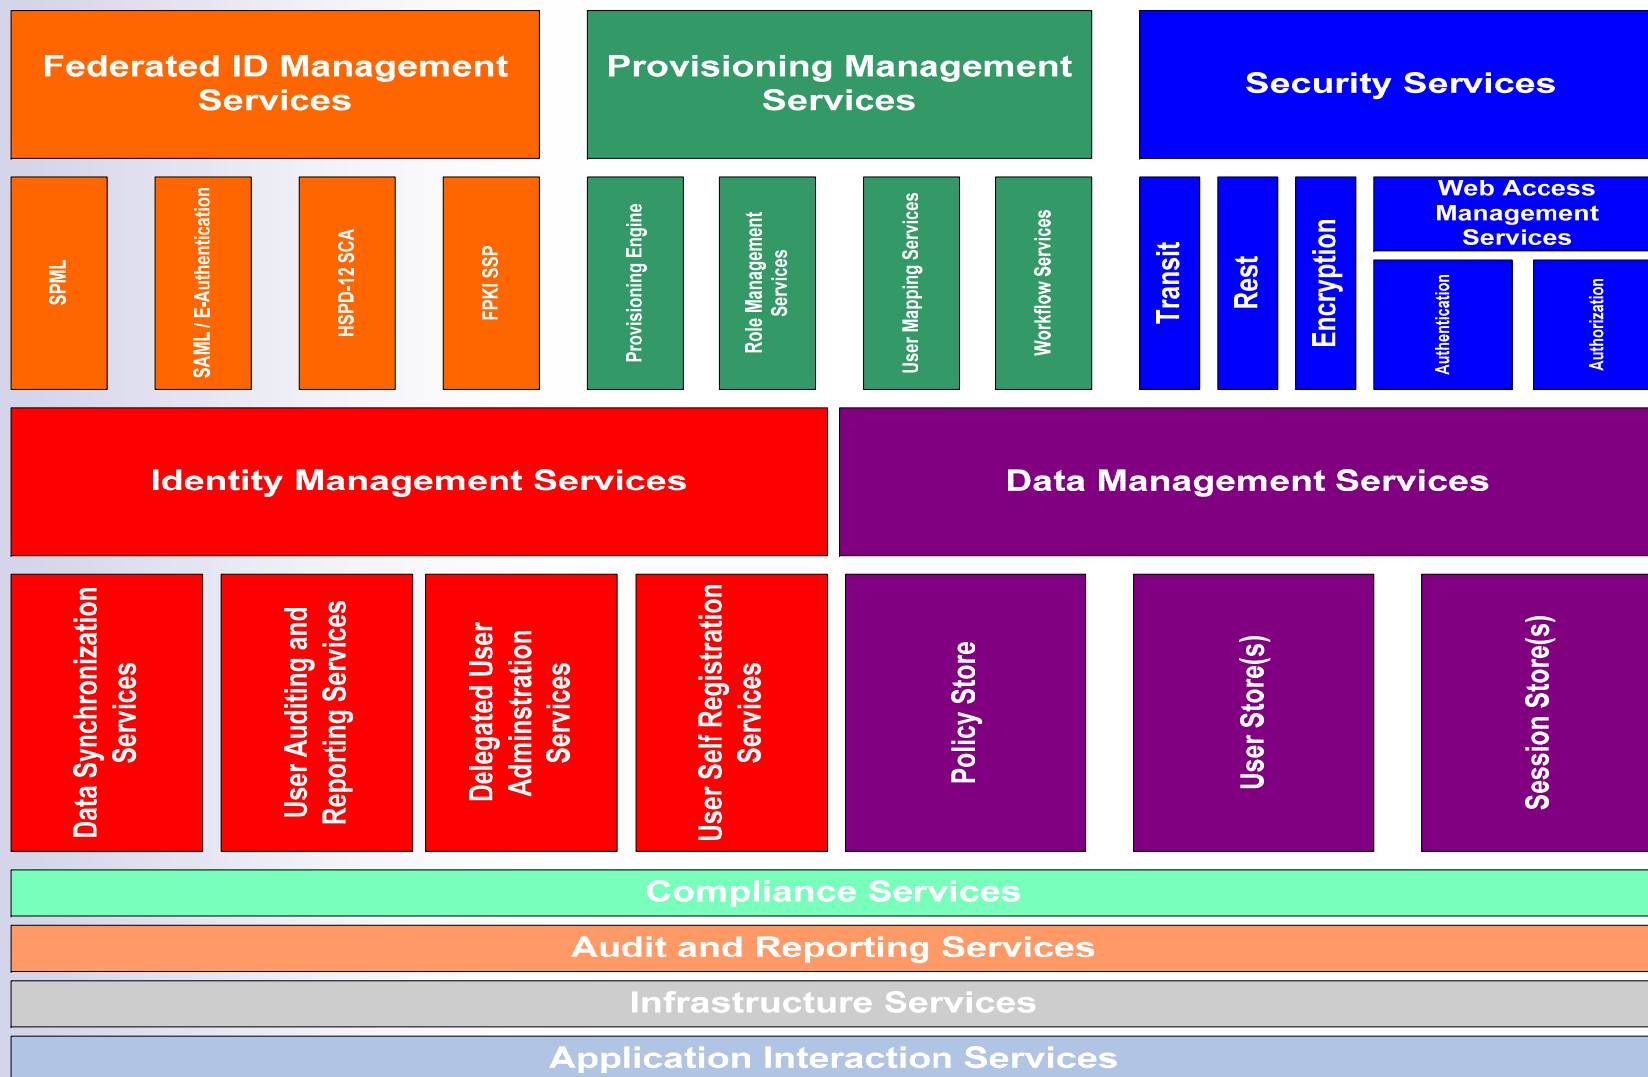 Federated ID Management
Services
Provisioning Management
Services
Security Services
SPML
SAML / E-Authentication
HSPD-12 SCA
FPKI SSP
Provisioning Engine
Role Management
Services
User Mapping Services
Workflow Services
Transit
Rest
Encryption
Web Access
Management
Services
Authentication
Authorization
Identity Management Services
Data Management Services
Data Synchronization
Services
User Auditing and
Reporting Services
Delegated User
Adminstration
Services
User Self Registration
Services
Policy Store
User Store(s)
Session Store(s)
Compliance Services
Audit and Reporting Services
Infrastructure Services
Application Interaction Services